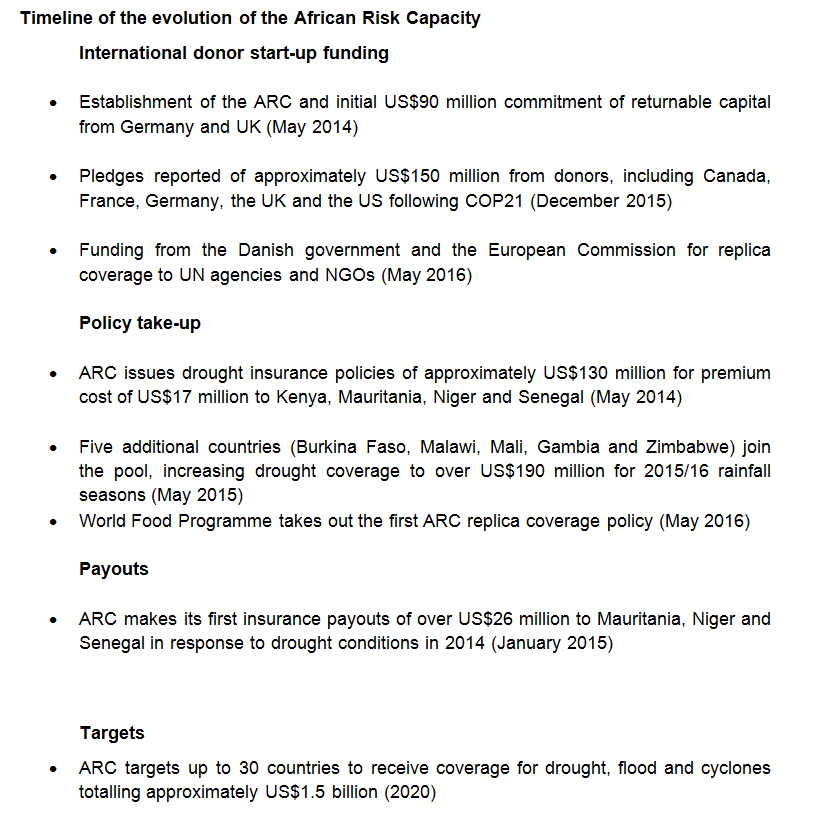 Timeline of the evolution of the African Risk Capacity
International donor start-up funding
• Establishment of the ARC and initial US$90 million commitment of returnable capital
from Germany and UK (May 2014)
• Pledges reported of approximately US$150 million from donors, including Canada,
France, Germany, the UK and the US following COP21 (December 2015)
• Funding from the Danish government and the European Commission for replica
coverage to UN agencies and NGOs (May 2016)
Policy take-up
• ARC issues drought insurance policies of approximately US$130 million for premium
cost of US$17 million to Kenya, Mauritania, Niger and Senegal (May 2014)
• Five additional countries (Burkina Faso, Malawi, Mali, Gambia and Zimbabwe) join
the pool, increasing drought coverage to over US$190 million for 2015/16 rainfall
seasons (May 2015)
• World Food Programme takes out the first ARC replica coverage policy (May 2016)
Payouts
• ARC makes its first insurance payouts of over US$26 million to Mauritania, Niger and
Senegal in response to drought conditions in 2014 (January 2015)
Targets
• ARC targets up to 30 countries to receive coverage for drought, flood and cyclones
totalling approximately US$1.5 billion (2020)